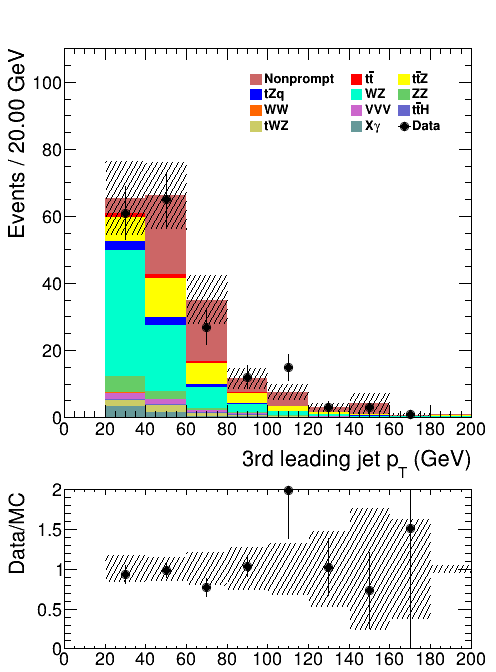 Events / 20.00 GeV
100
80
60
40
20
0
Nonprompt
tt̄
tt̄Z
tZq
WZ
ZZ
WW
VVV
tt̄H
tWZ
Xγ
Data
0 20 40 60 80 100 120 140 160 180 200
3rd leading jet p_T (GeV)
Data/MC
2
1.5
1
0.5
0
0 20 40 60 80 100 120 140 160 180 200